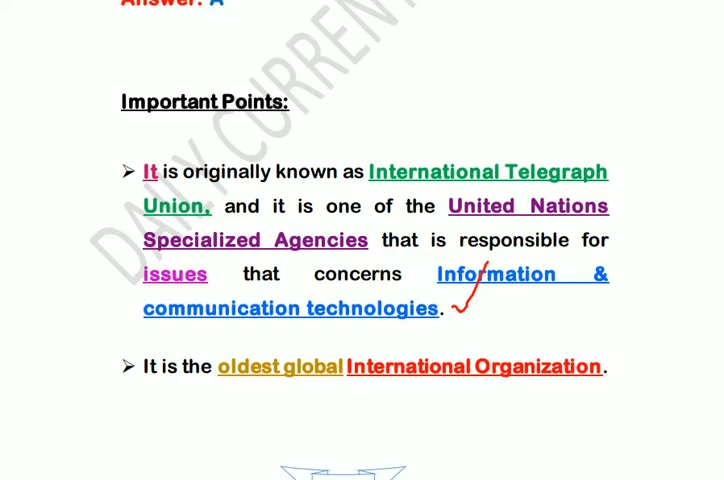 Answer: A
Important Points:
➢ It is originally known as International Telegraph
Union, and it is one of the United Nations
Specialized Agencies that is responsible for
issues that concerns Information &
communication technologies.
➢ It is the oldest global International Organization.
DAILY CURRENT